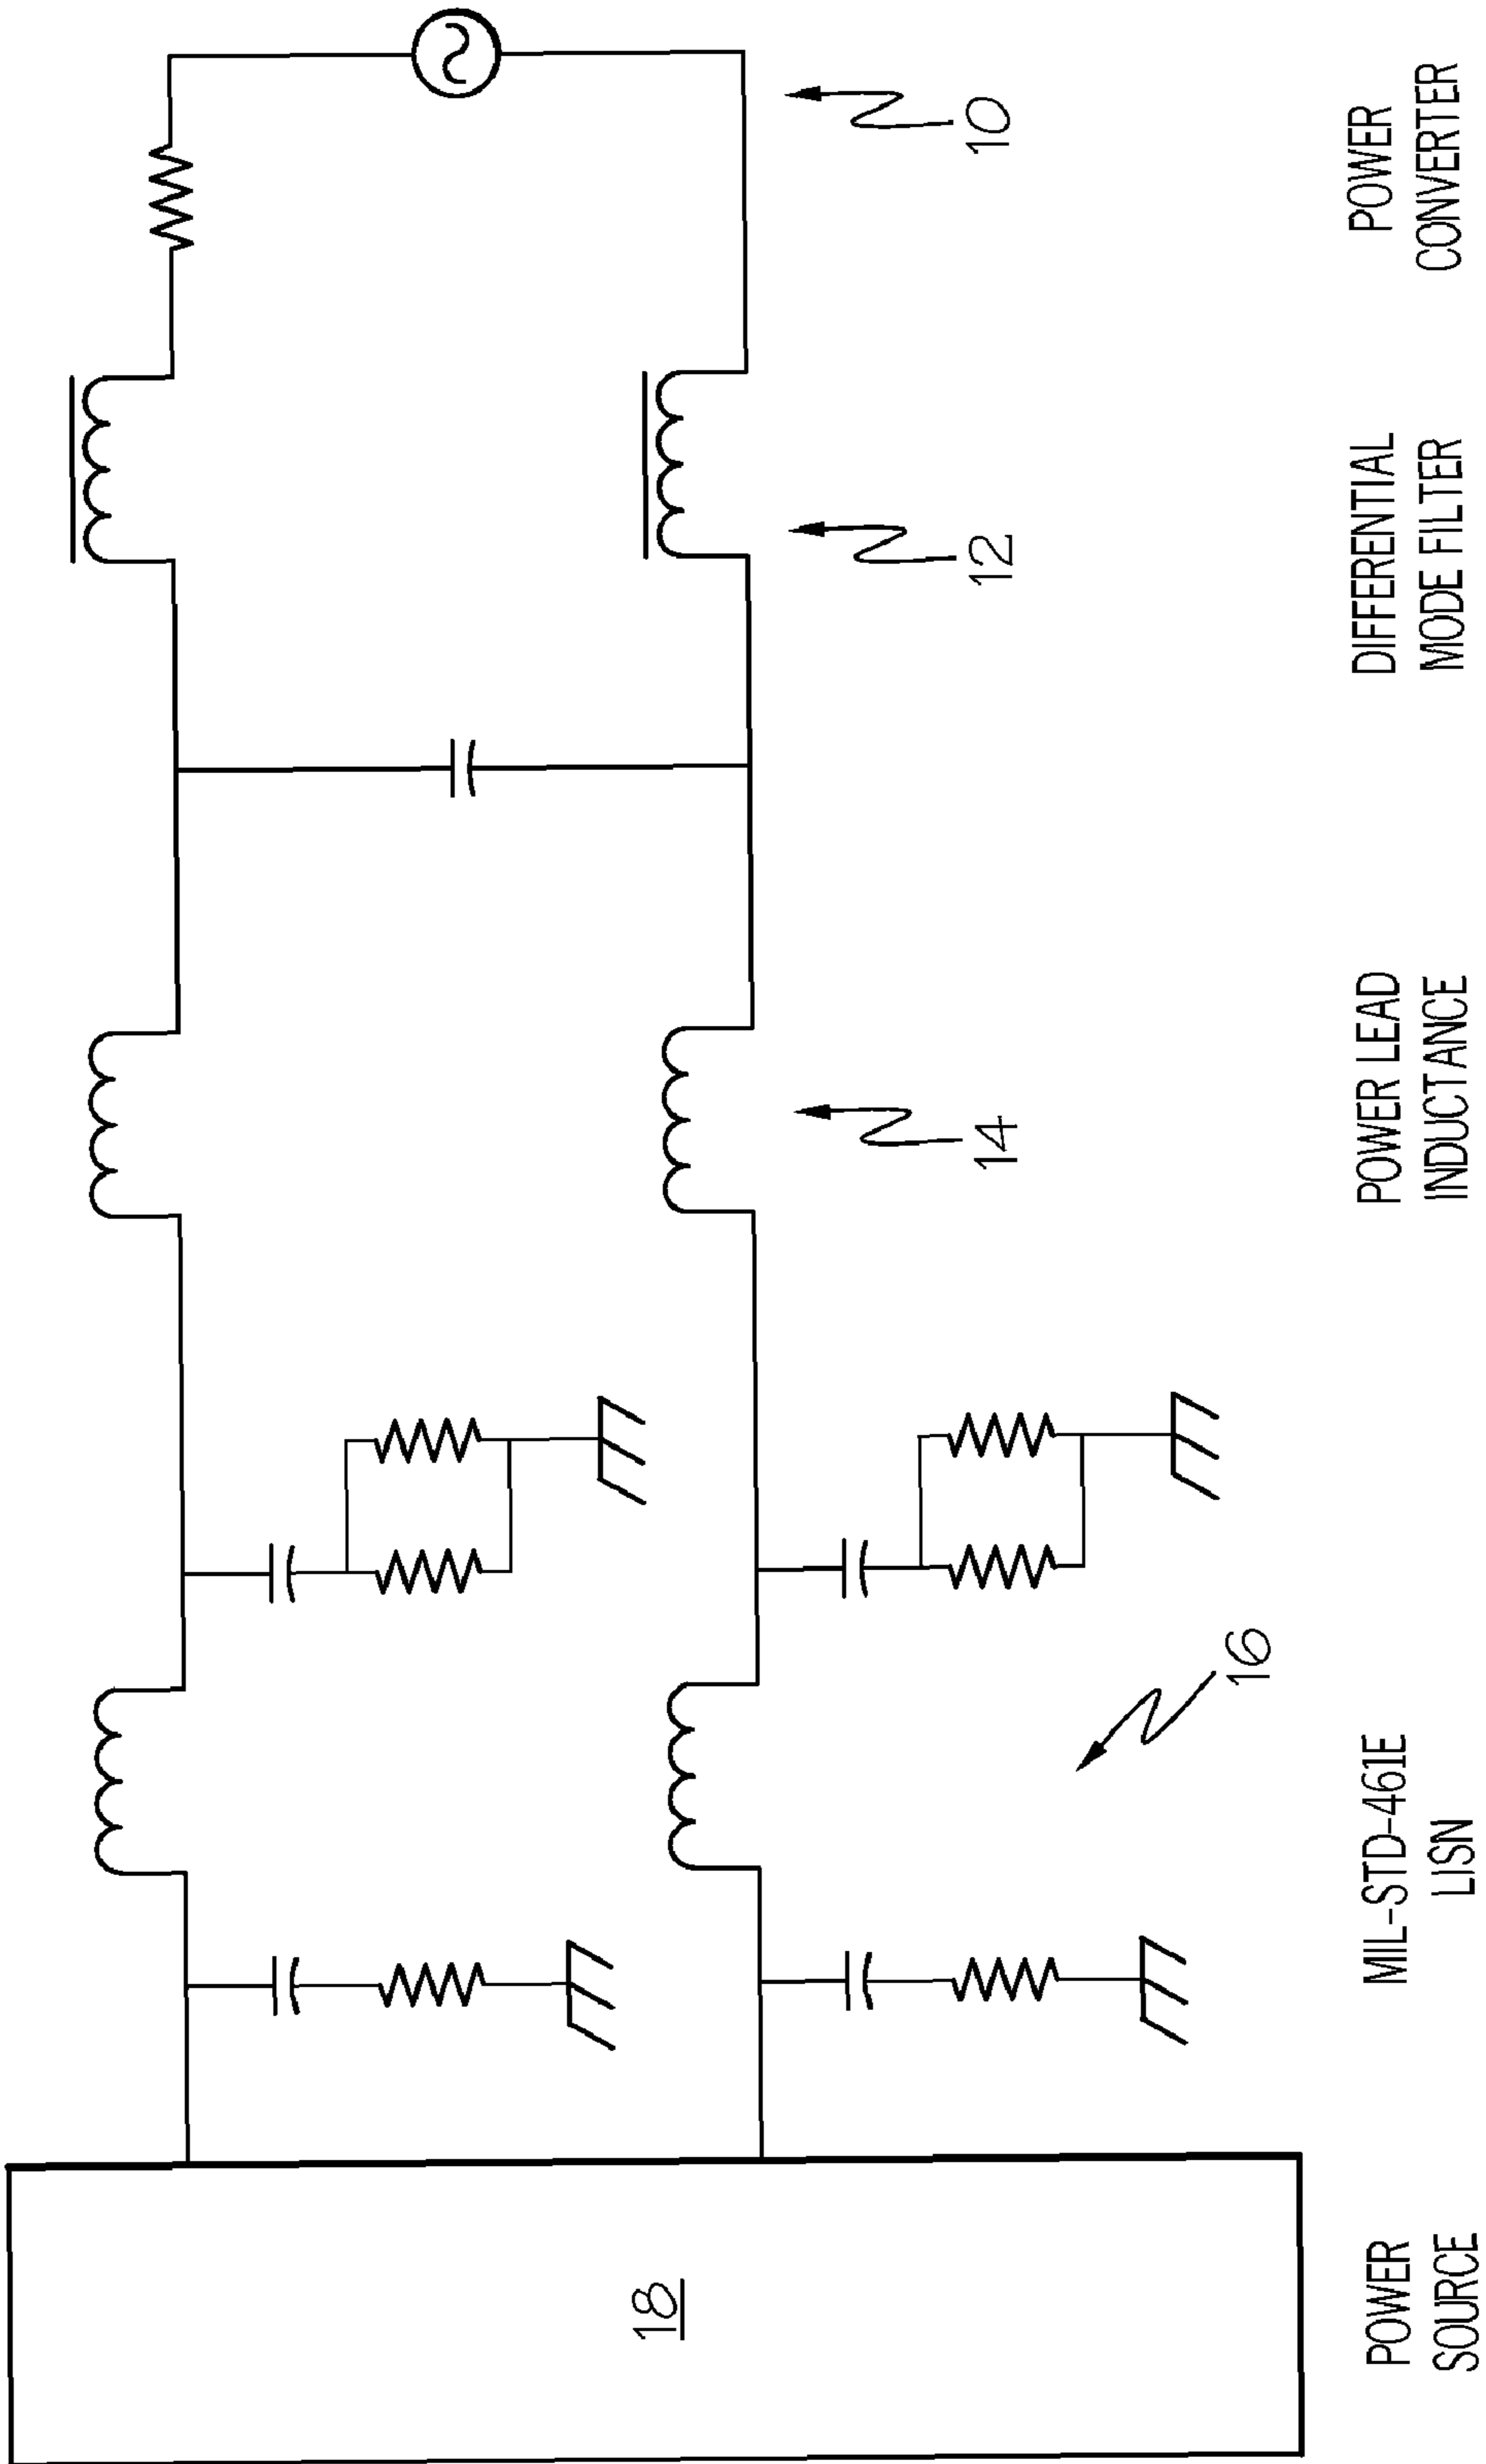 18
16
14
12
10
POWER
SOURCE
MIL-STD-461E
LISN
POWER LEAD
INDUCTANCE
DIFFERENTIAL
MODE FILTER
POWER
CONVERTER